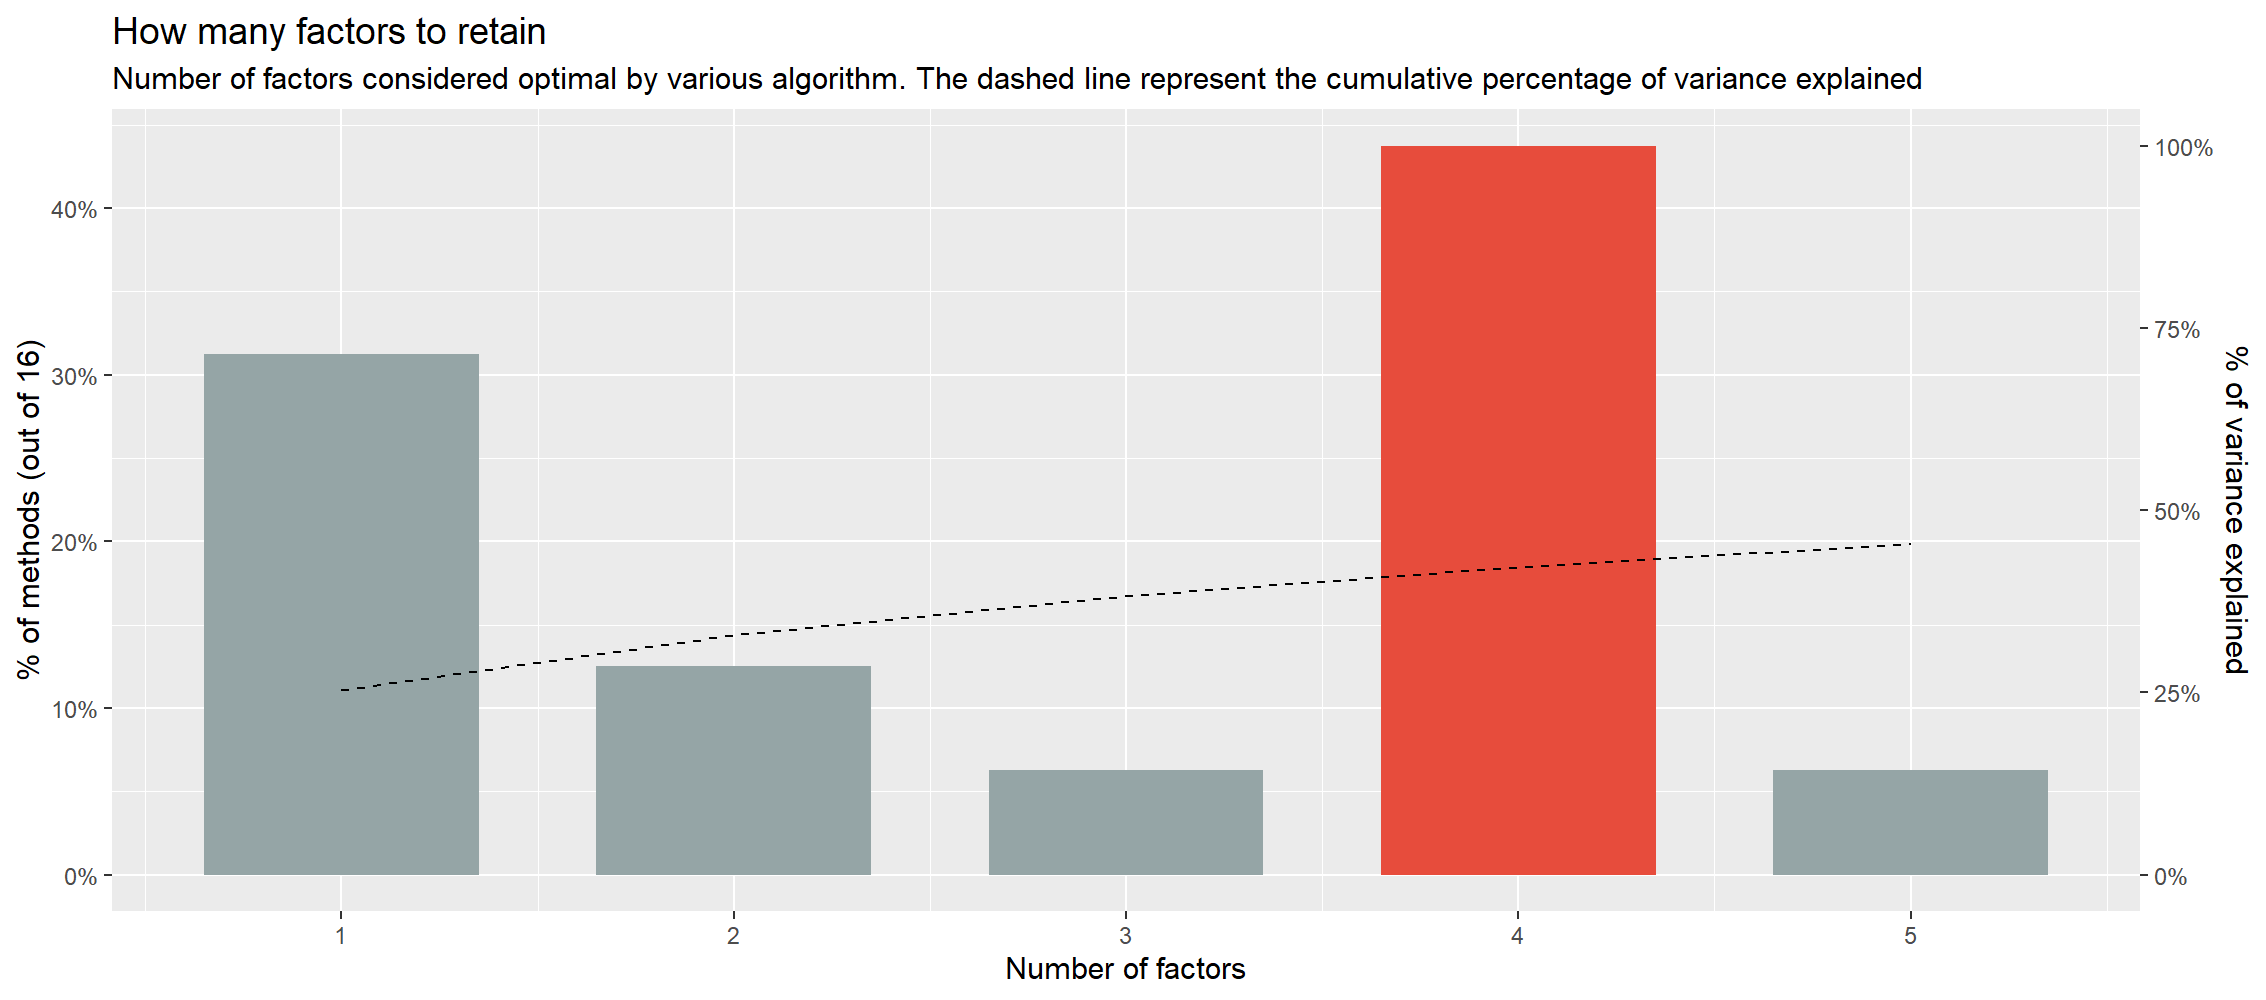 How many factors to retain
Number of factors considered optimal by various algorithm. The dashed line represent the cumulative percentage of variance explained
% of methods (out of 16)
40%
30%
20%
10%
0%
100%
75%
50%
25%
0%
% of variance explained
1 2 3 4 5
Number of factors